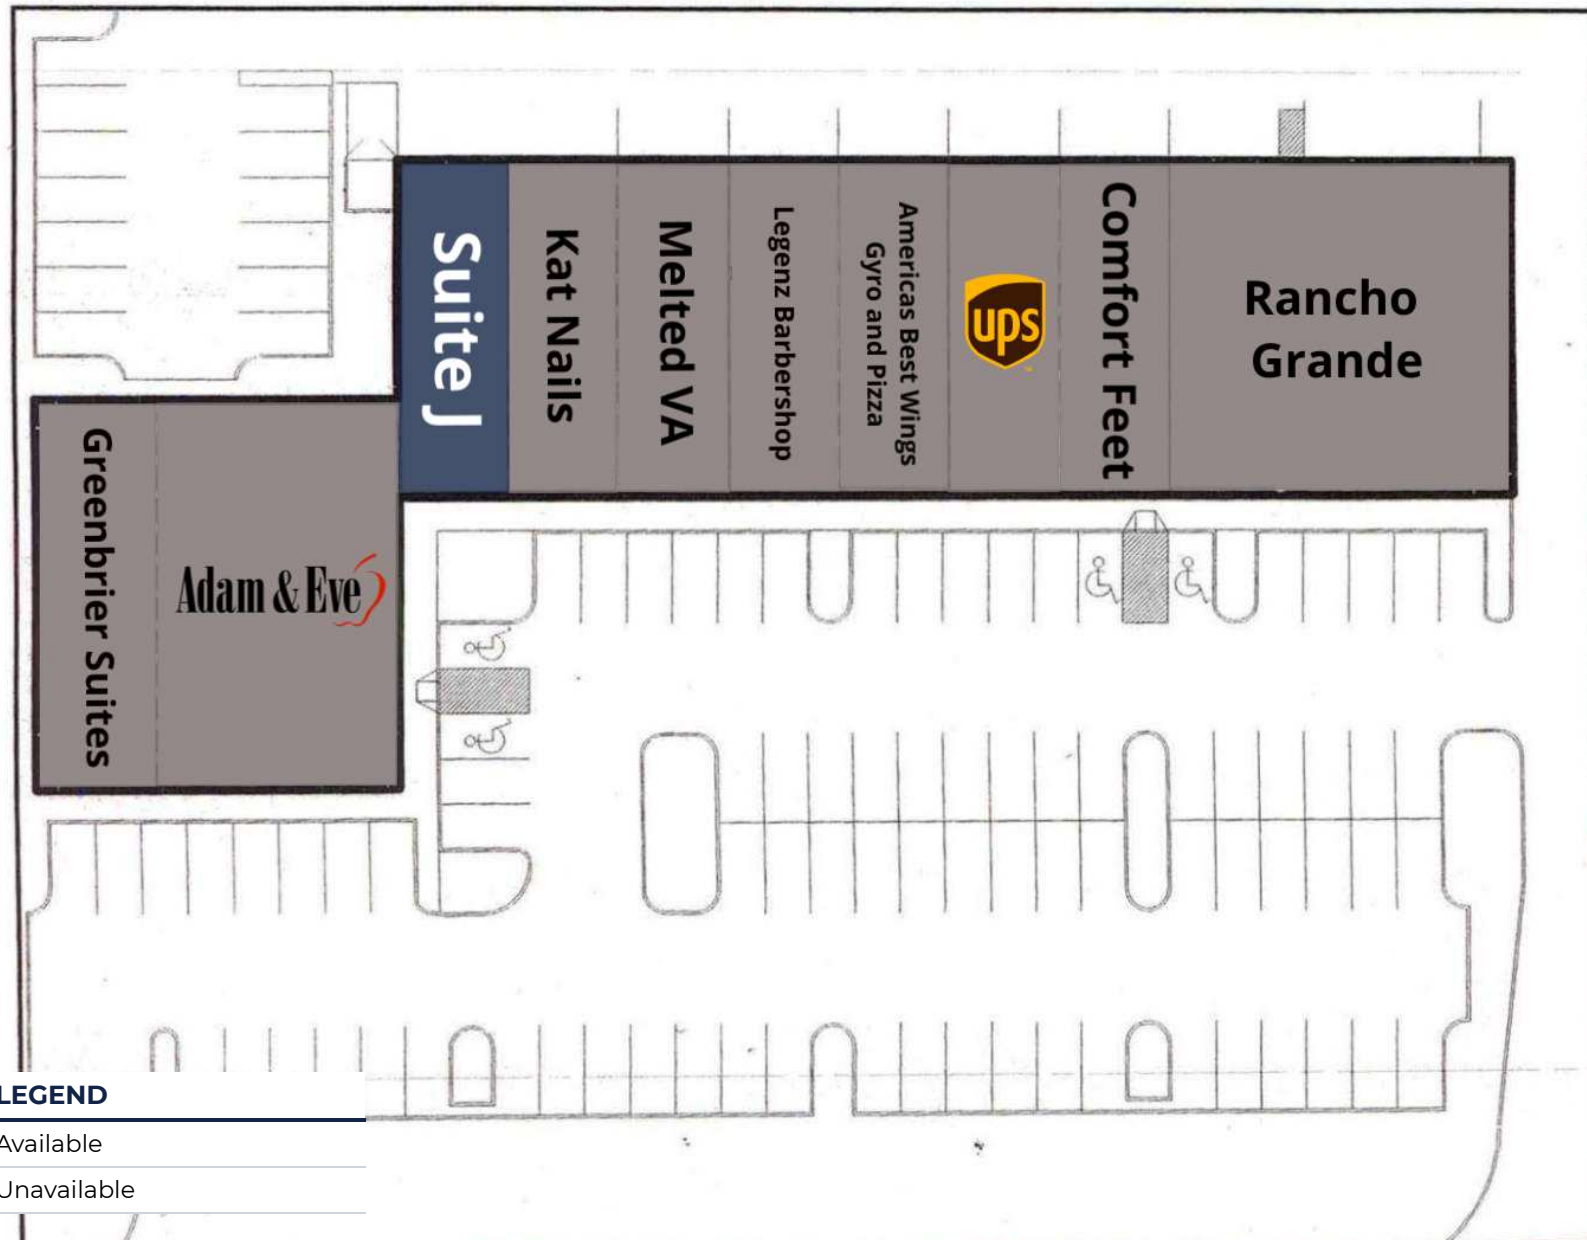 Suite J
Kat Nails
Melted VA
Legenz Barbershop
Americas Best Wings
Gyro and Pizza
ups
Comfort Feet
Rancho
Grande
Greenbrier Suites
Adam & Eve
LEGEND
Available
Unavailable